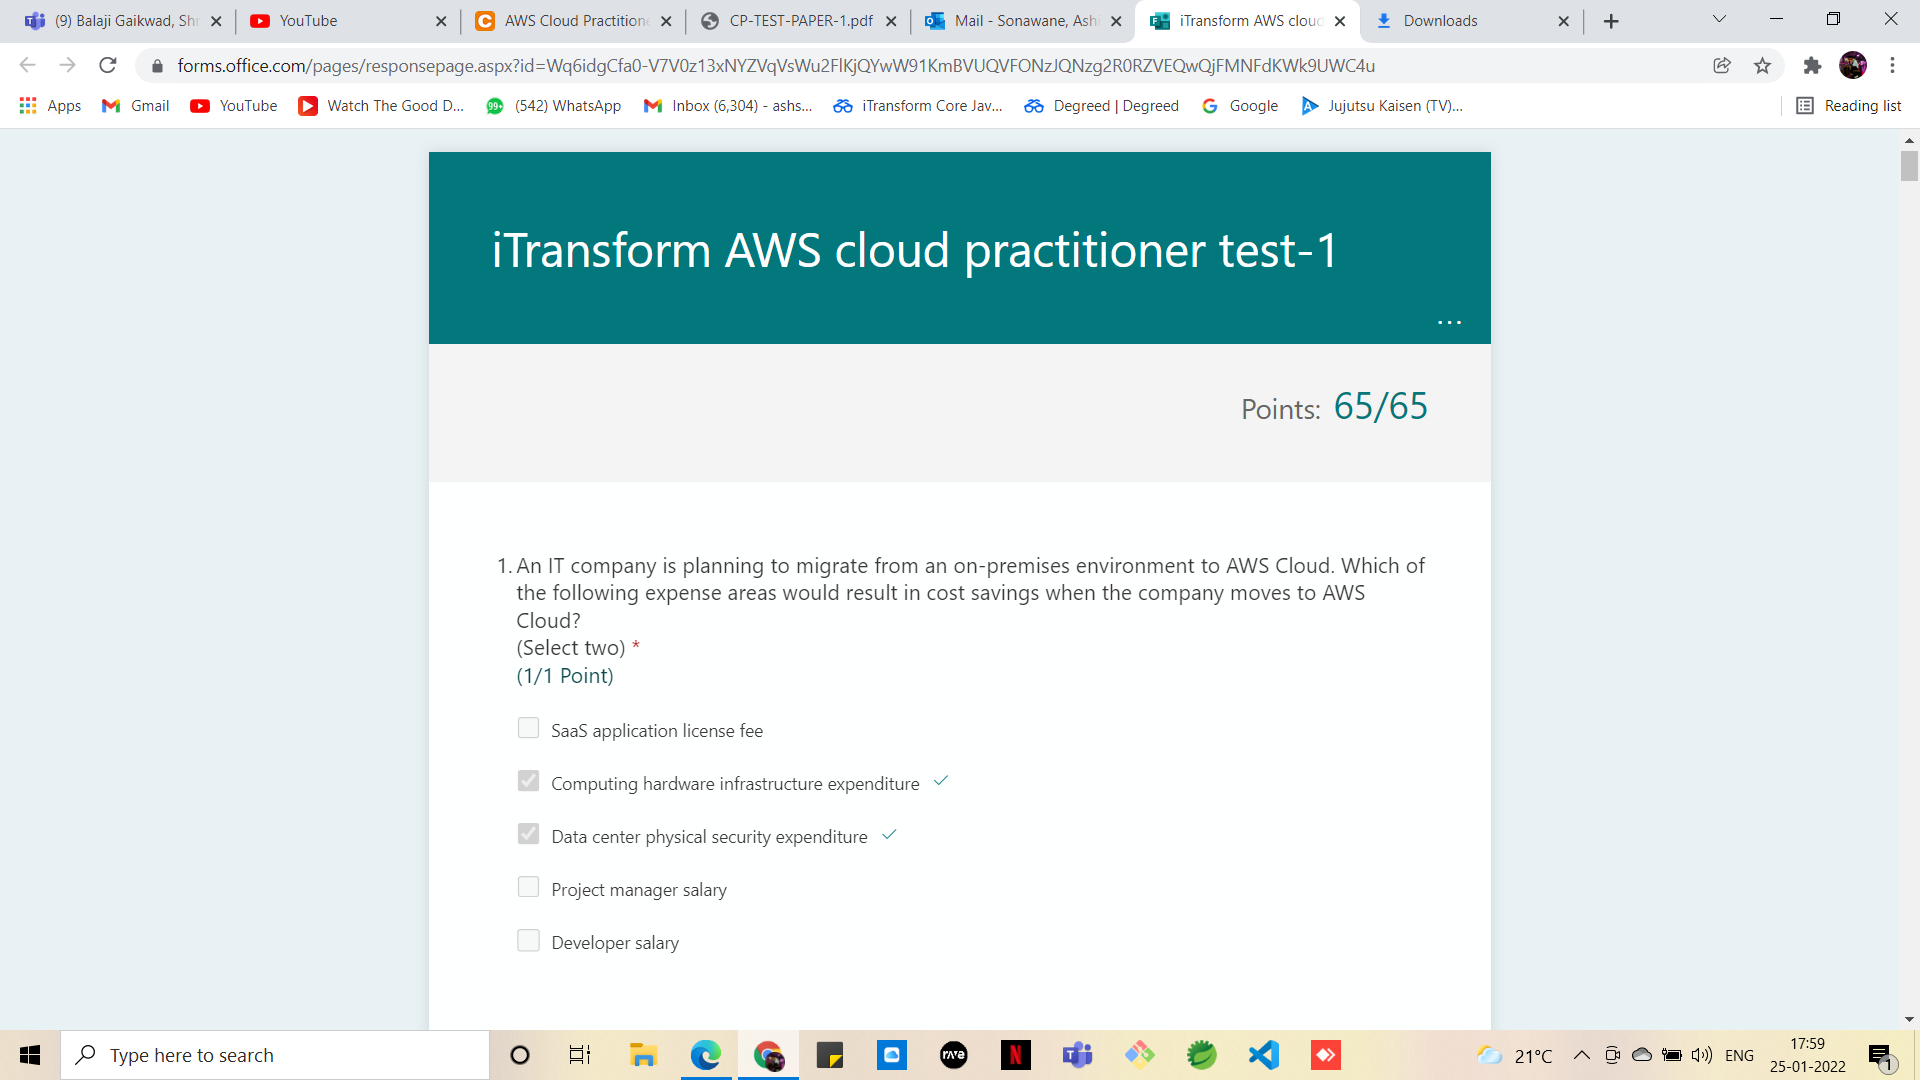 (9) Balaji Gaikwad, Shr
YouTube
AWS Cloud Practitione
CP-TEST-PAPER-1.pdf
Mail - Sonawane, Ashi
iTransform AWS cloud
Downloads
forms.office.com/pages/responsepage.aspx?id=Wq6idgCfa0-V7V0z13xNYZVqVsWu2FlKjQYwW91KmBVUQVFONzJQNzg2R0RZVEQwQjFMNFdKWk9UWC4u
Apps
Gmail
YouTube
Watch The Good D...
99+
(542) WhatsApp
Inbox (6,304) - ashs...
iTransform Core Jav...
Degreed | Degreed
Google
Jujutsu Kaisen (TV)...
Reading list
iTransform AWS cloud practitioner test-1
...
Points: 65/65
1. An IT company is planning to migrate from an on-premises environment to AWS Cloud. Which of
the following expense areas would result in cost savings when the company moves to AWS
Cloud?
(Select two) *
(1/1 Point)
SaaS application license fee
Computing hardware infrastructure expenditure
Data center physical security expenditure
Project manager salary
Developer salary
Type here to search
rave
21°C
ENG
17:59
25-01-2022
1